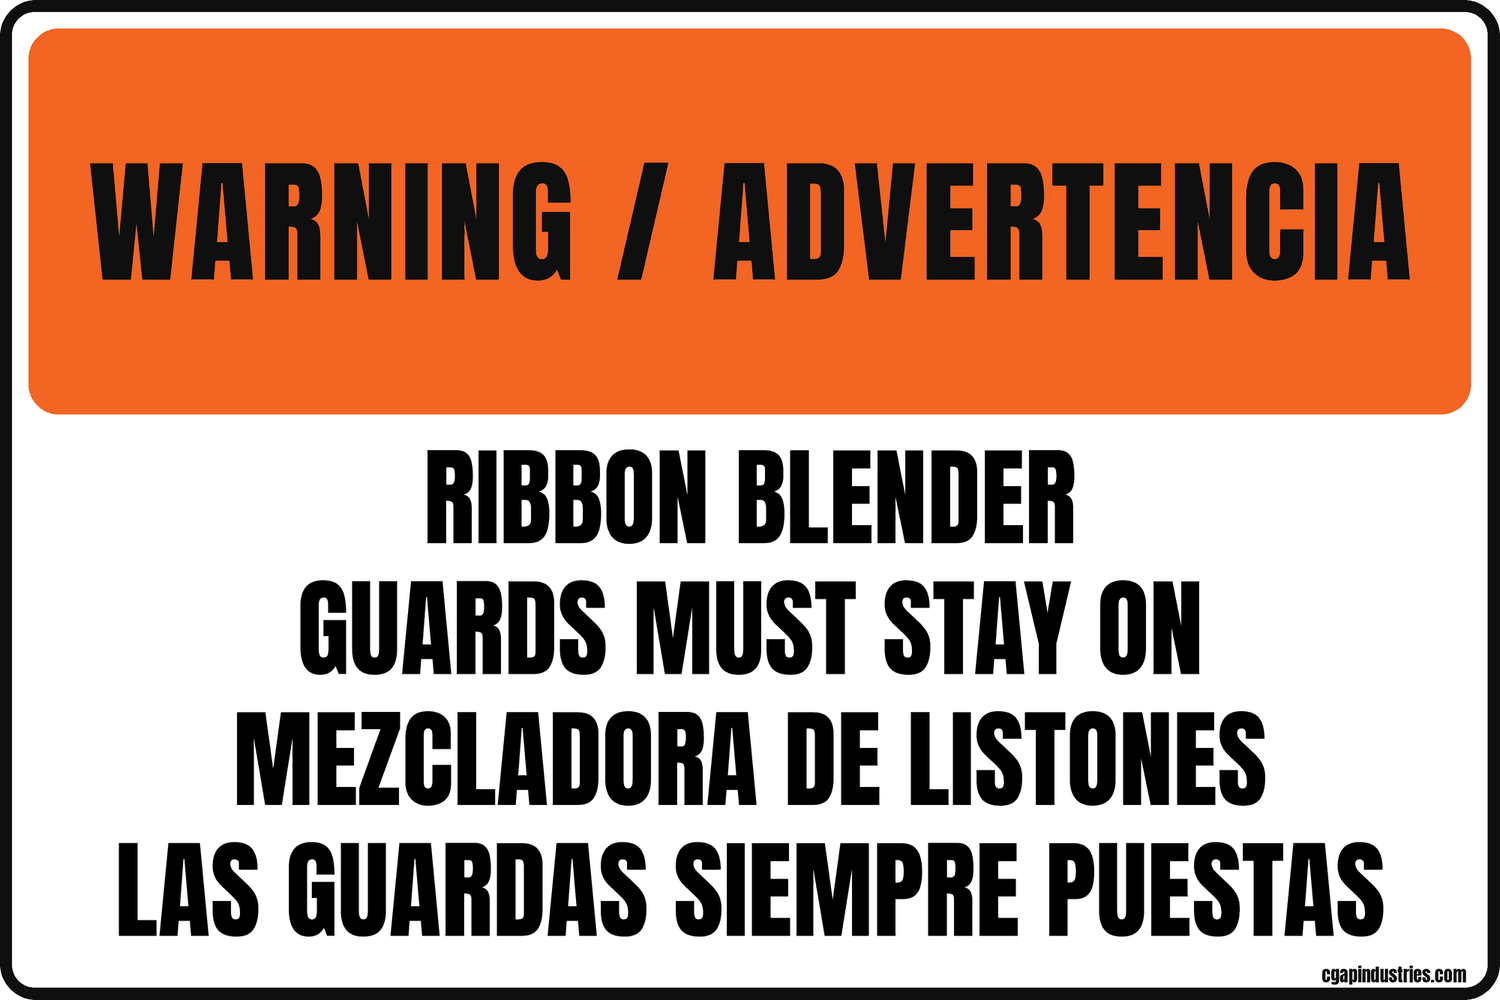 WARNING / ADVERTENCIA
RIBBON BLENDER
GUARDS MUST STAY ON
MEZCLADORA DE LISTONES
LAS GUARDAS SIEMPRE PUESTAS
cgapindustries.com